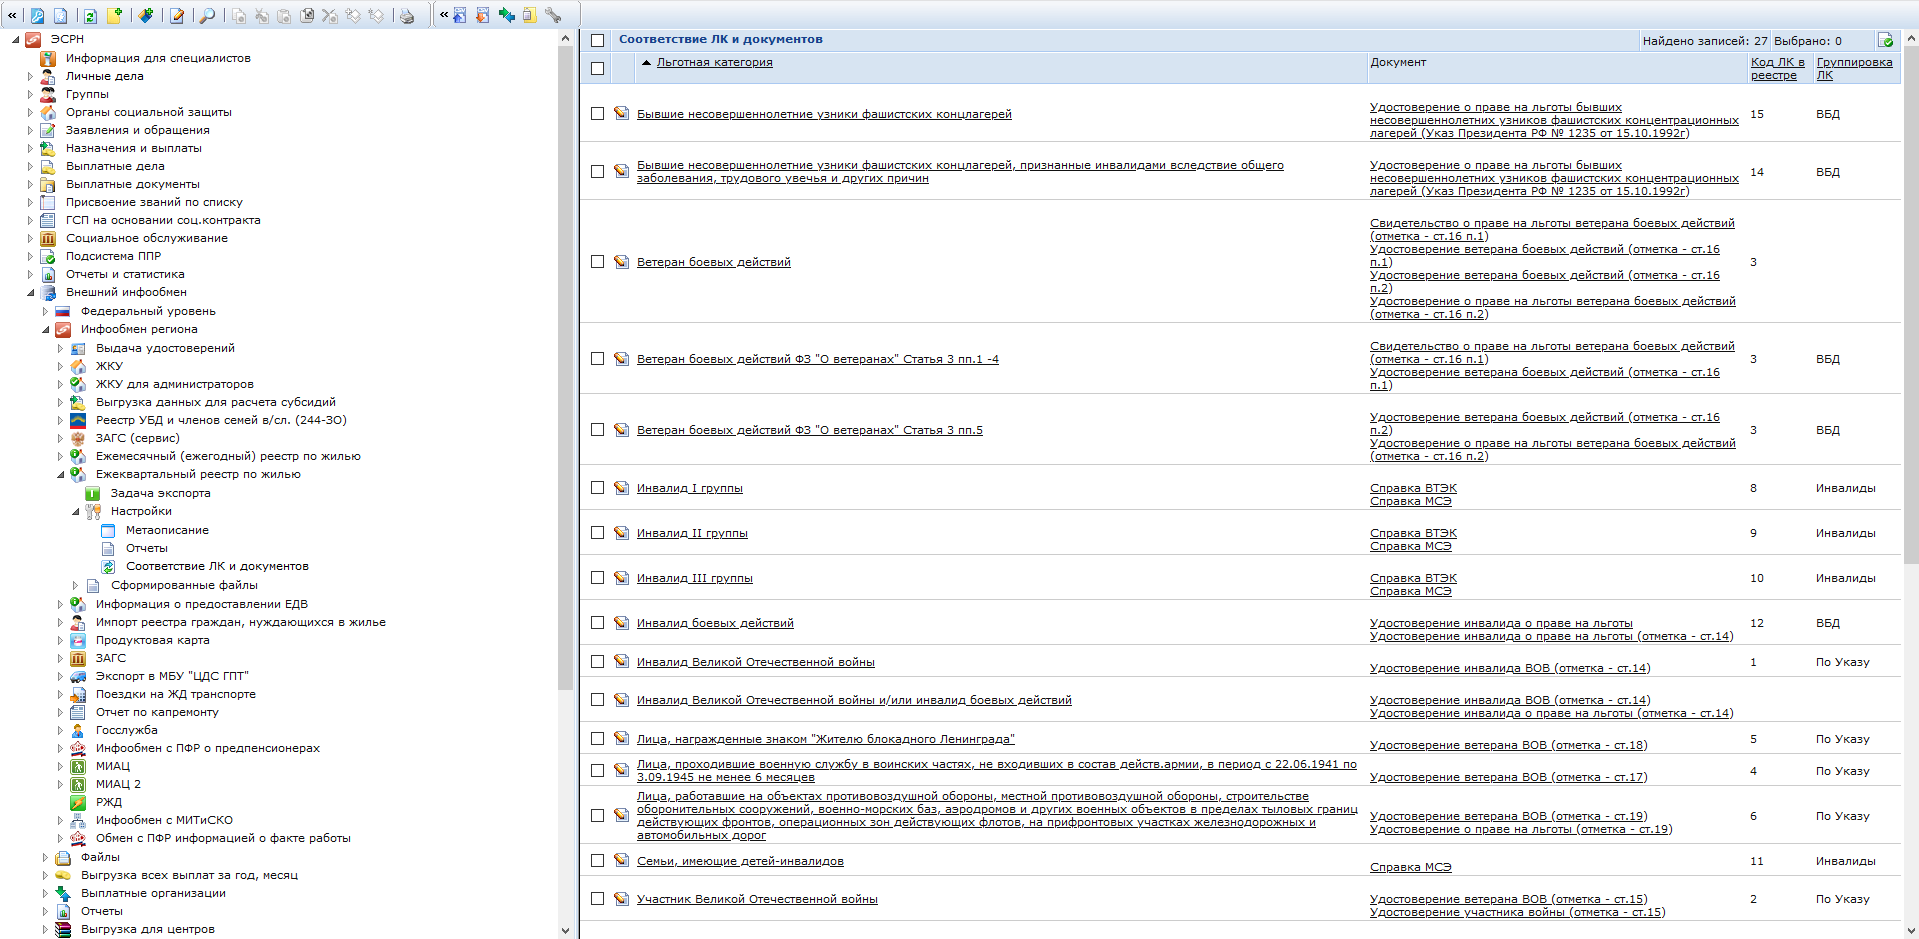 ЭСРН
Информация для специалистов
Личные дела
Группы
Органы социальной защиты
Заявления и обращения
Назначения и выплаты
Выплатные дела
Выплатные документы
Присвоение званий по списку
ГСП на основании соц.контракта
Социальное обслуживание
Подсистема ППР
Отчеты и статистика
Внешний инфообмен
Федеральный уровень
Инфообмен региона
Выдача удостоверений
ЖКУ
ЖКУ для администраторов
Выгрузка данных для расчета субсидий
Реестр УБД и членов семей в/сл. (244-ЗО)
ЗАГС (сервис)
Ежемесячный (ежегодный) реестр по жилью
Ежеквартальный реестр по жилью
Задача экспорта
Настройки
Метаописание
Отчеты
Соответствие ЛК и документов
Сформированные файлы
Информация о предоставлении ЕДВ
Импорт реестра граждан, нуждающихся в жилье
Продуктовая карта
ЗАГС
Экспорт в МБУ "ЦДС ГПТ"
Поездки на ЖД транспорте
Отчет по капремонту
Госслужба
Инфообмен с ПФР о предпенсионерах
МИАЦ
МИАЦ 2
РЖД
Инфообмен с МИТиСКО
Обмен с ПФР информацией о факте работы
Файлы
Выгрузка всех выплат за год, месяц
Выплатные организации
Отчеты
Выгрузка для центров
Соответствие ЛК и документов
Найдено записей: 27 Выбрано: 0
Льготная категория
Документ
Код ЛК в
реестре
Группировка
ЛК
Бывшие несовершеннолетние узники фашистских концлагерей
Удостоверение о праве на льготы бывших
несовершеннолетних узников фашистских концентрационных
лагерей (Указ Президента РФ № 1235 от 15.10.1992г)
15
ВБД
Бывшие несовершеннолетние узники фашистских концлагерей, признанные инвалидами вследствие общего
заболевания, трудового увечья и других причин
Удостоверение о праве на льготы бывших
несовершеннолетних узников фашистских концентрационных
лагерей (Указ Президента РФ № 1235 от 15.10.1992г)
14
ВБД
Ветеран боевых действий
Свидетельство о праве на льготы ветерана боевых действий
(отметка - ст.16 п.1)
Удостоверение ветерана боевых действий (отметка - ст.16
п.1)
Удостоверение ветерана боевых действий (отметка - ст.16
п.2)
Удостоверение о праве на льготы ветерана боевых действий
(отметка - ст.16 п.2)
3
Ветеран боевых действий ФЗ "О ветеранах" Статья 3 пп.1 -4
Свидетельство о праве на льготы ветерана боевых действий
(отметка - ст.16 п.1)
Удостоверение ветерана боевых действий (отметка - ст.16
п.1)
3
ВБД
Ветеран боевых действий ФЗ "О ветеранах" Статья 3 пп.5
Удостоверение ветерана боевых действий (отметка - ст.16
п.2)
Удостоверение о праве на льготы ветерана боевых действий
(отметка - ст.16 п.2)
3
ВБД
Инвалид I группы
Справка ВТЭК
Справка МСЭ
8
Инвалиды
Инвалид II группы
Справка ВТЭК
Справка МСЭ
9
Инвалиды
Инвалид III группы
Справка ВТЭК
Справка МСЭ
10
Инвалиды
Инвалид боевых действий
Удостоверение инвалида о праве на льготы
Удостоверение инвалида о праве на льготы (отметка - ст.14)
12
ВБД
Инвалид Великой Отечественной войны
Удостоверение инвалида ВОВ (отметка - ст.14)
1
По Указу
Инвалид Великой Отечественной войны и/или инвалид боевых действий
Удостоверение инвалида ВОВ (отметка - ст.14)
Удостоверение инвалида о праве на льготы (отметка - ст.14)
Лица, награжденные знаком "Жителю блокадного Ленинграда"
Удостоверение ветерана ВОВ (отметка - ст.18)
5
По Указу
Лица, проходившие военную службу в воинских частях, не входивших в состав действ.армии, в период с 22.06.1941 по
3.09.1945 не менее 6 месяцев
Удостоверение ветерана ВОВ (отметка - ст.17)
4
По Указу
Лица, работавшие на объектах противовоздушной обороны, местной противовоздушной обороны, строительстве
оборонительных сооружений, военно-морских баз, аэродромов и других военных объектов в пределах тыловых границ
действующих фронтов, операционных зон действующих флотов, на прифронтовых участках железнодорожных и
автомобильных дорог
Удостоверение ветерана ВОВ (отметка - ст.19)
Удостоверение о праве на льготы (отметка - ст.19)
6
По Указу
Семьи, имеющие детей-инвалидов
Справка МСЭ
11
Инвалиды
Участник Великой Отечественной войны
Удостоверение ветерана ВОВ (отметка - ст.15)
Удостоверение участника войны (отметка - ст.15)
2
По Указу